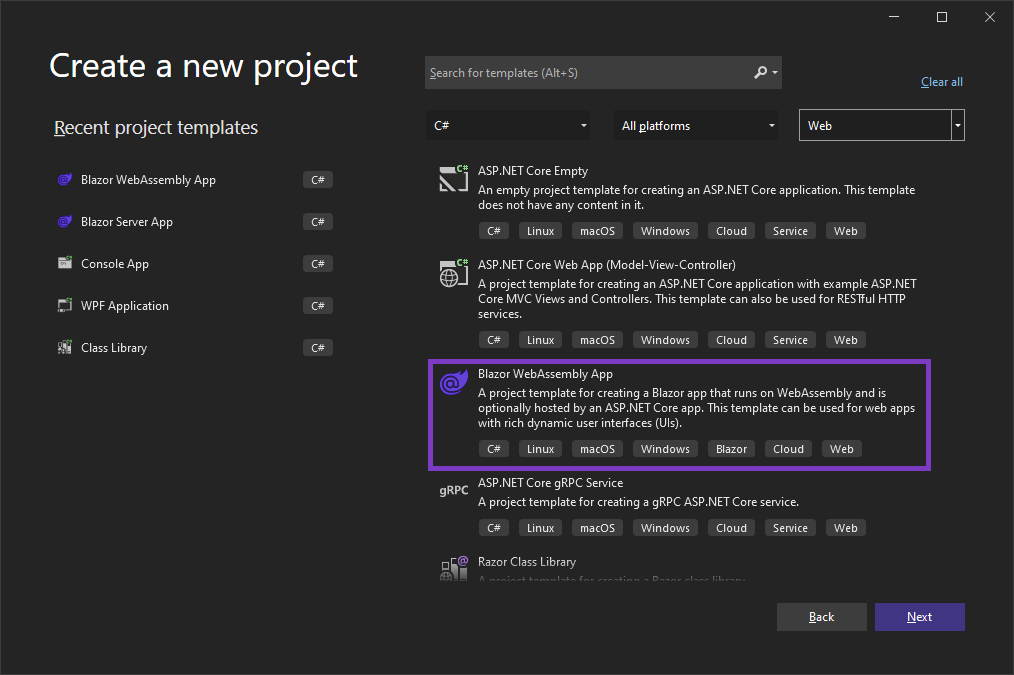 Create a new project
Recent project templates
Blazor WebAssembly App C#
Blazor Server App C#
Console App C#
WPF Application C#
Class Library C#
Search for templates (Alt+S)
Clear all
C# All platforms Web
C#
ASP.NET Core Empty
An empty project template for creating an ASP.NET Core application. This template
does not have any content in it.
C# Linux macOS Windows Cloud Service Web
C#
ASP.NET Core Web App (Model-View-Controller)
A project template for creating an ASP.NET Core application with example ASP.NET
Core MVC Views and Controllers. This template can also be used for RESTful HTTP
services.
C# Linux macOS Windows Cloud Service Web
Blazor WebAssembly App
A project template for creating a Blazor app that runs on WebAssembly and is
optionally hosted by an ASP.NET Core app. This template can be used for web apps
with rich dynamic user interfaces (UIs).
C# Linux macOS Windows Blazor Cloud Web
gRPC
ASP.NET Core gRPC Service
A project template for creating a gRPC ASP.NET Core service.
C# Linux macOS Windows Cloud Service Web
Razor Class Library
A project template for creating a Razor class library.
Back Next